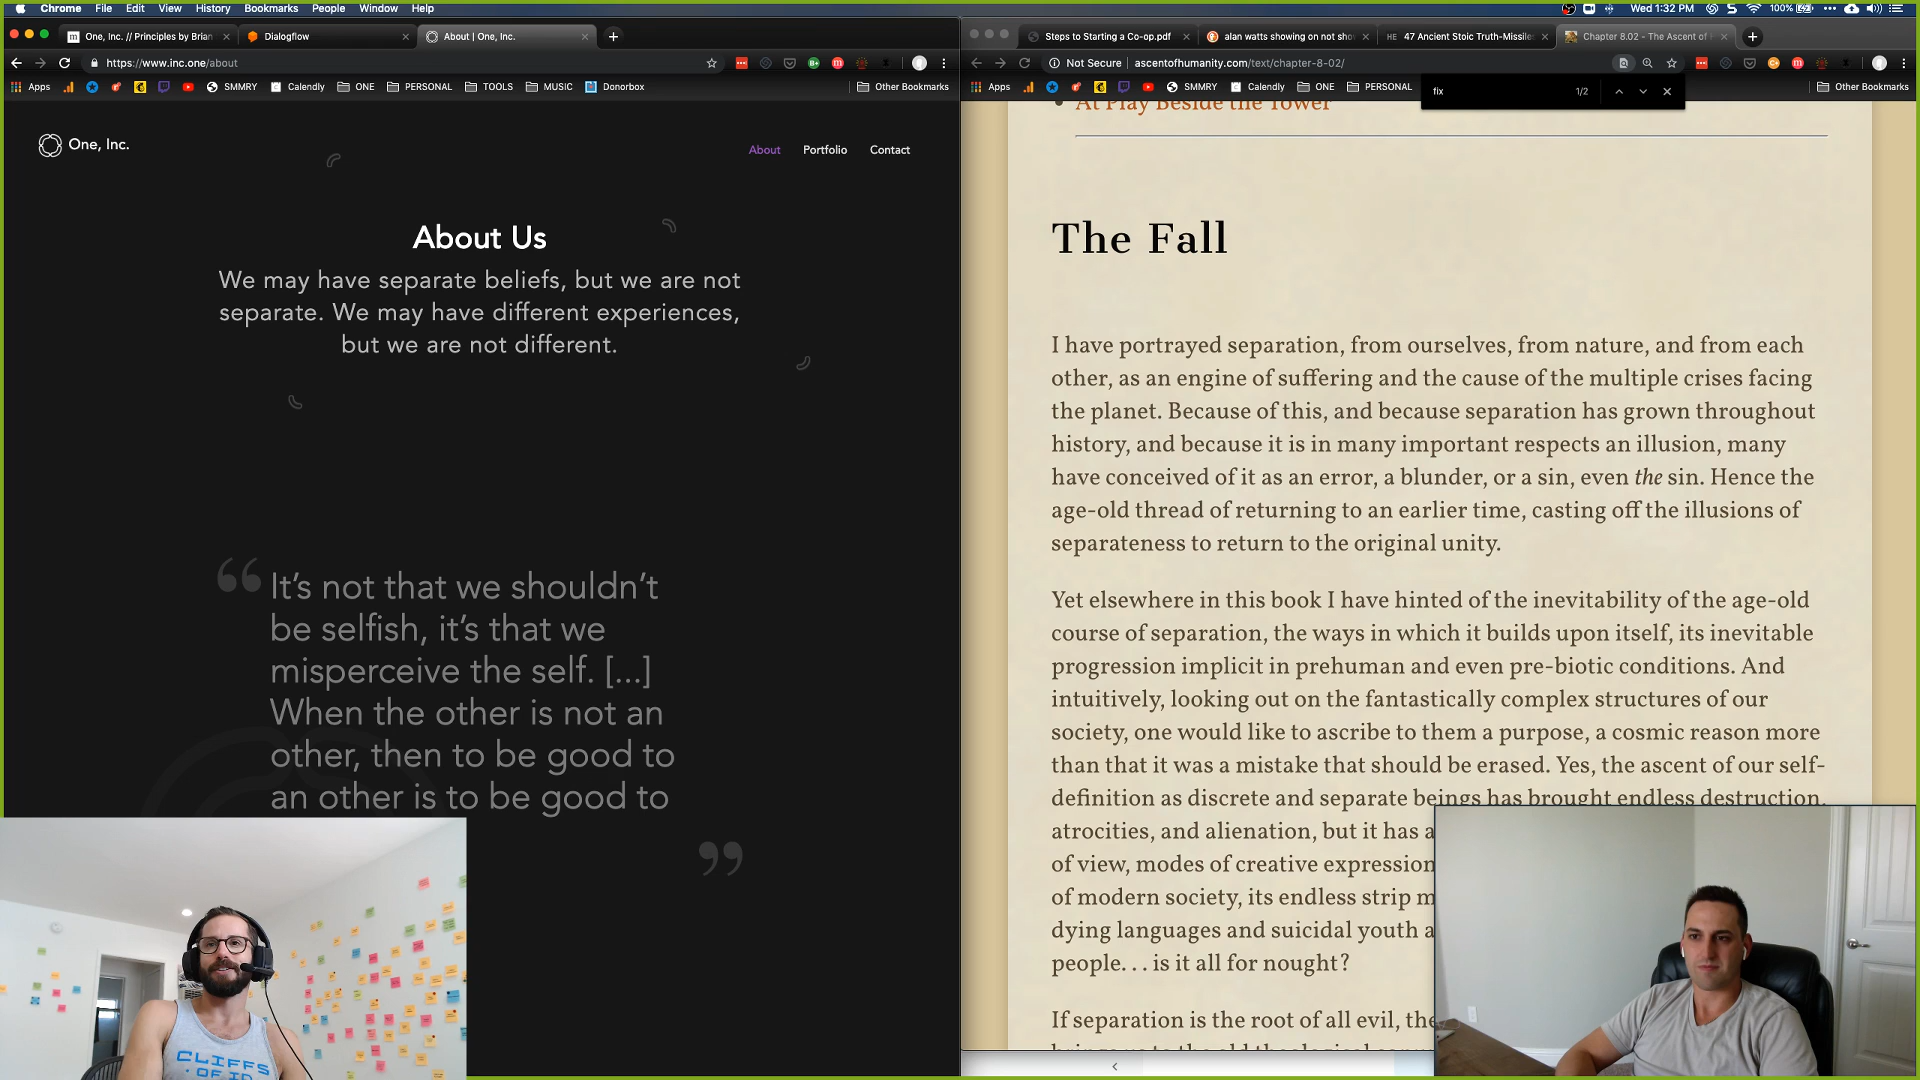 Chrome File Edit View History Bookmarks People Window Help
100% Wed 1:32 PM
One, Inc. // Principles by Brian
Dialogflow
About | One, Inc.
https://www.inc.one/about
Apps SMMRY Calendly ONE PERSONAL TOOLS MUSIC Donorbox Other Bookmarks
One, Inc.
About Portfolio Contact
About Us
We may have separate beliefs, but we are not
separate. We may have different experiences,
but we are not different.
“ It’s not that we shouldn’t
be selfish, it’s that we
misperceive the self. [...]
When the other is not an
other, then to be good to
an other is to be good to
”
CLIFFS
OF ID
Steps to Starting a Co-op.pdf
alan watts showing on not sho
47 Ancient Stoic Truth-Missiles
Chapter 8.02 - The Ascent of
Not Secure ascentofhumanity.com/text/chapter-8-02/
Apps SMMRY Calendly ONE PERSONAL Other Bookmarks
fix 1/2
At Play Beside the Tower
The Fall
I have portrayed separation, from ourselves, from nature, and from each
other, as an engine of suffering and the cause of the multiple crises facing
the planet. Because of this, and because separation has grown throughout
history, and because it is in many important respects an illusion, many
have conceived of it as an error, a blunder, or a sin, even the sin. Hence the
age-old thread of returning to an earlier time, casting off the illusions of
separateness to return to the original unity.
Yet elsewhere in this book I have hinted of the inevitability of the age-old
course of separation, the ways in which it builds upon itself, its inevitable
progression implicit in prehuman and even pre-biotic conditions. And
intuitively, looking out on the fantastically complex structures of our
society, one would like to ascribe to them a purpose, a cosmic reason more
than that it was a mistake that should be erased. Yes, the ascent of our self-
definition as discrete and separate beings has brought endless destruction,
atrocities, and alienation, but it has a
of view, modes of creative expression
of modern society, its endless strip m
dying languages and suicidal youth a
people. . . is it all for nought?
If separation is the root of all evil, the